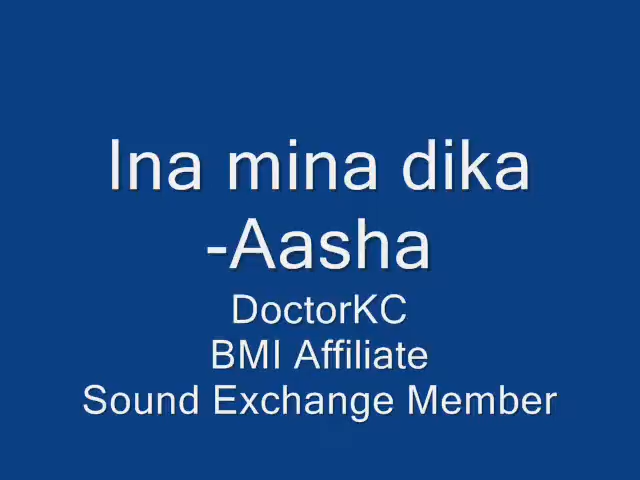 Ina mina dika
-Aasha
DoctorKC
BMI Affiliate
Sound Exchange Member